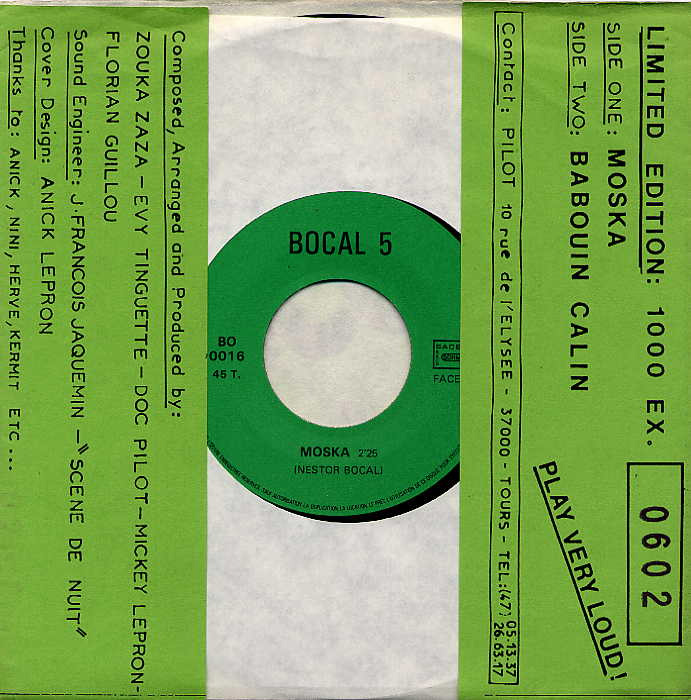 LIMITED EDITION: 1000 EX.
SIDE ONE: MOSKA
SIDE TWO: BABOUIN CALIN
0602
PLAY VERY LOUD!
Contact: PILOT 10 rue de l'ELYSEE - 37000 - TOURS - TEL:(47) 05.13.37
26.63.17
BOCAL 5
BO
0016
45 T.
FACE
MOSKA 2'25
(NESTOR BOCAL)
Composed, Arranged and Produced by:
ZOUKA ZAZA - EVY TINGUETTE - DOC PILOT - MICKEY LEPRON-
FLORIAN GUILLOU
Sound Engineer: J. FRANCOIS JAQUEMIN - "SCENE DE NUIT"
Cover Design: ANICK LEPRON
Thanks to: ANICK, NINI, HERVE, KERMIT ETC ...